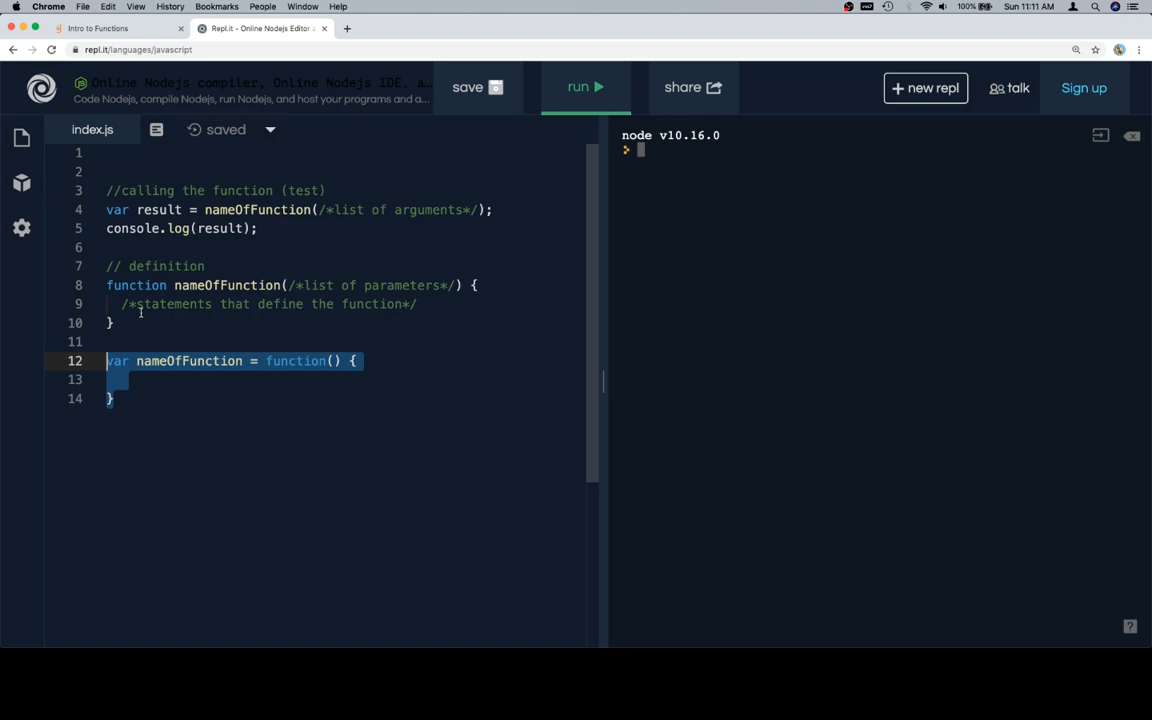 Chrome File Edit View History Bookmarks People Window Help 100% Sun 11:11 AM
Intro to Functions
Repl.it - Online Nodejs Editor a
repl.it/languages/javascript
Online Nodejs compiler, Online Nodejs IDE, a...
Code Nodejs, compile Nodejs, run Nodejs, and host your programs and a...
save
run
share
+ new repl
talk
Sign up
index.js
saved
1
2
3 //calling the function (test)
4 var result = nameOfFunction(/*list of arguments*/);
5 console.log(result);
6
7 // definition
8 function nameOfFunction(/*list of parameters*/) {
9 /*statements that define the function*/
10 }
11
12 var nameOfFunction = function() {
13
14 }
node v10.16.0
>
?